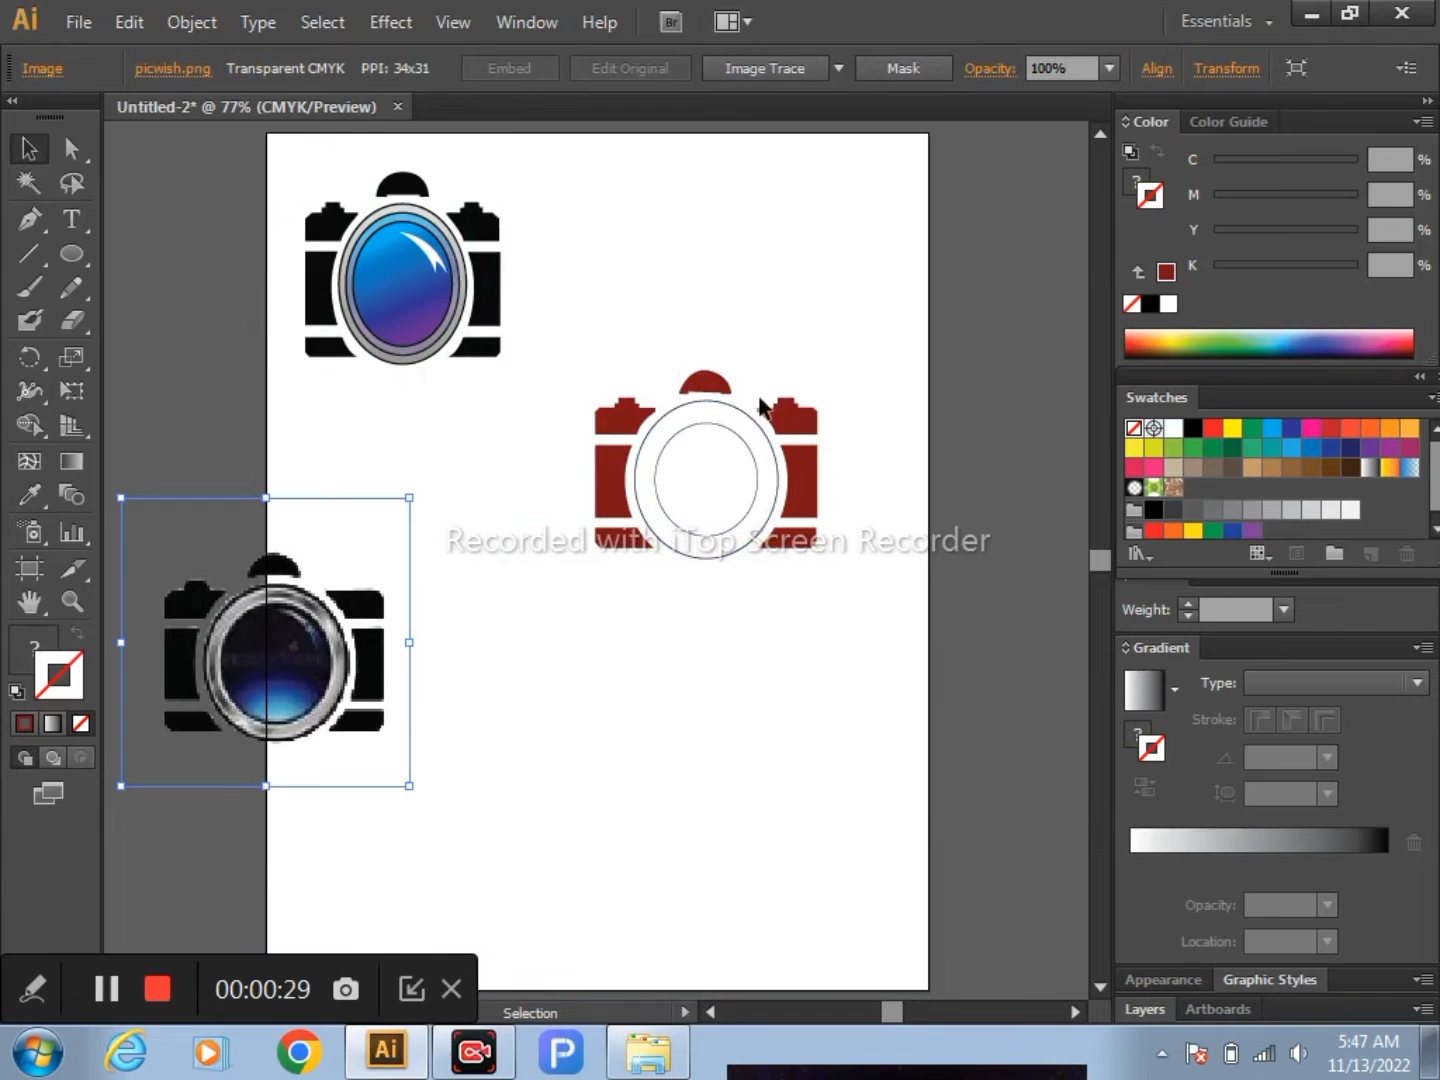 Ai File Edit Object Type Select Effect View Window Help Br Essentials
Image picwish.png Transparent CMYK PPI: 34x31 Embed Edit Original Image Trace Mask Opacity: 100% Align Transform
Untitled-2* @ 77% (CMYK/Preview)
Color Color Guide
C %
M %
Y %
K %
Swatches
Recorded with iTop Screen Recorder
Weight:
Gradient
Type:
Stroke:
Opacity:
Location:
Appearance Graphic Styles
Layers Artboards
00:00:29
Selection
Ai P
5:47 AM
11/13/2022